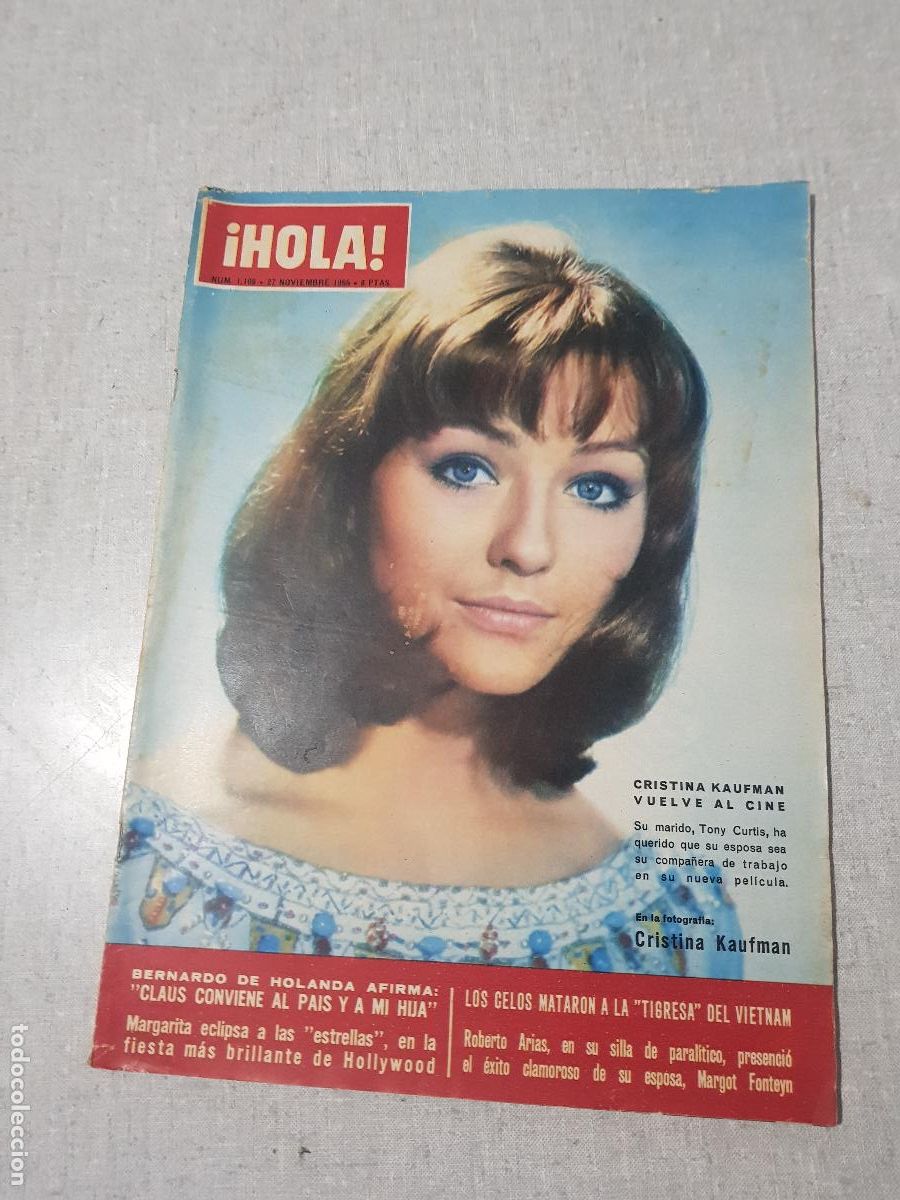 ¡HOLA!
NUM. 1.109 • 27 NOVIEMBRE 1965 • 8 PTAS
CRISTINA KAUFMAN
VUELVE AL CINE
Su marido, Tony Curtis, ha
querido que su esposa sea
su compañera de trabajo
en su nueva película.
En la fotografía:
Cristina Kaufman
BERNARDO DE HOLANDA AFIRMA:
"CLAUS CONVIENE AL PAIS Y A MI HIJA"
Margarita eclipsa a las "estrellas", en la
fiesta más brillante de Hollywood
LOS CELOS MATARON A LA "TIGRESA" DEL VIETNAM
Roberto Arias, en su silla de paralítico, presenció
el éxito clamoroso de su esposa, Margot Fonteyn
todocoleccion